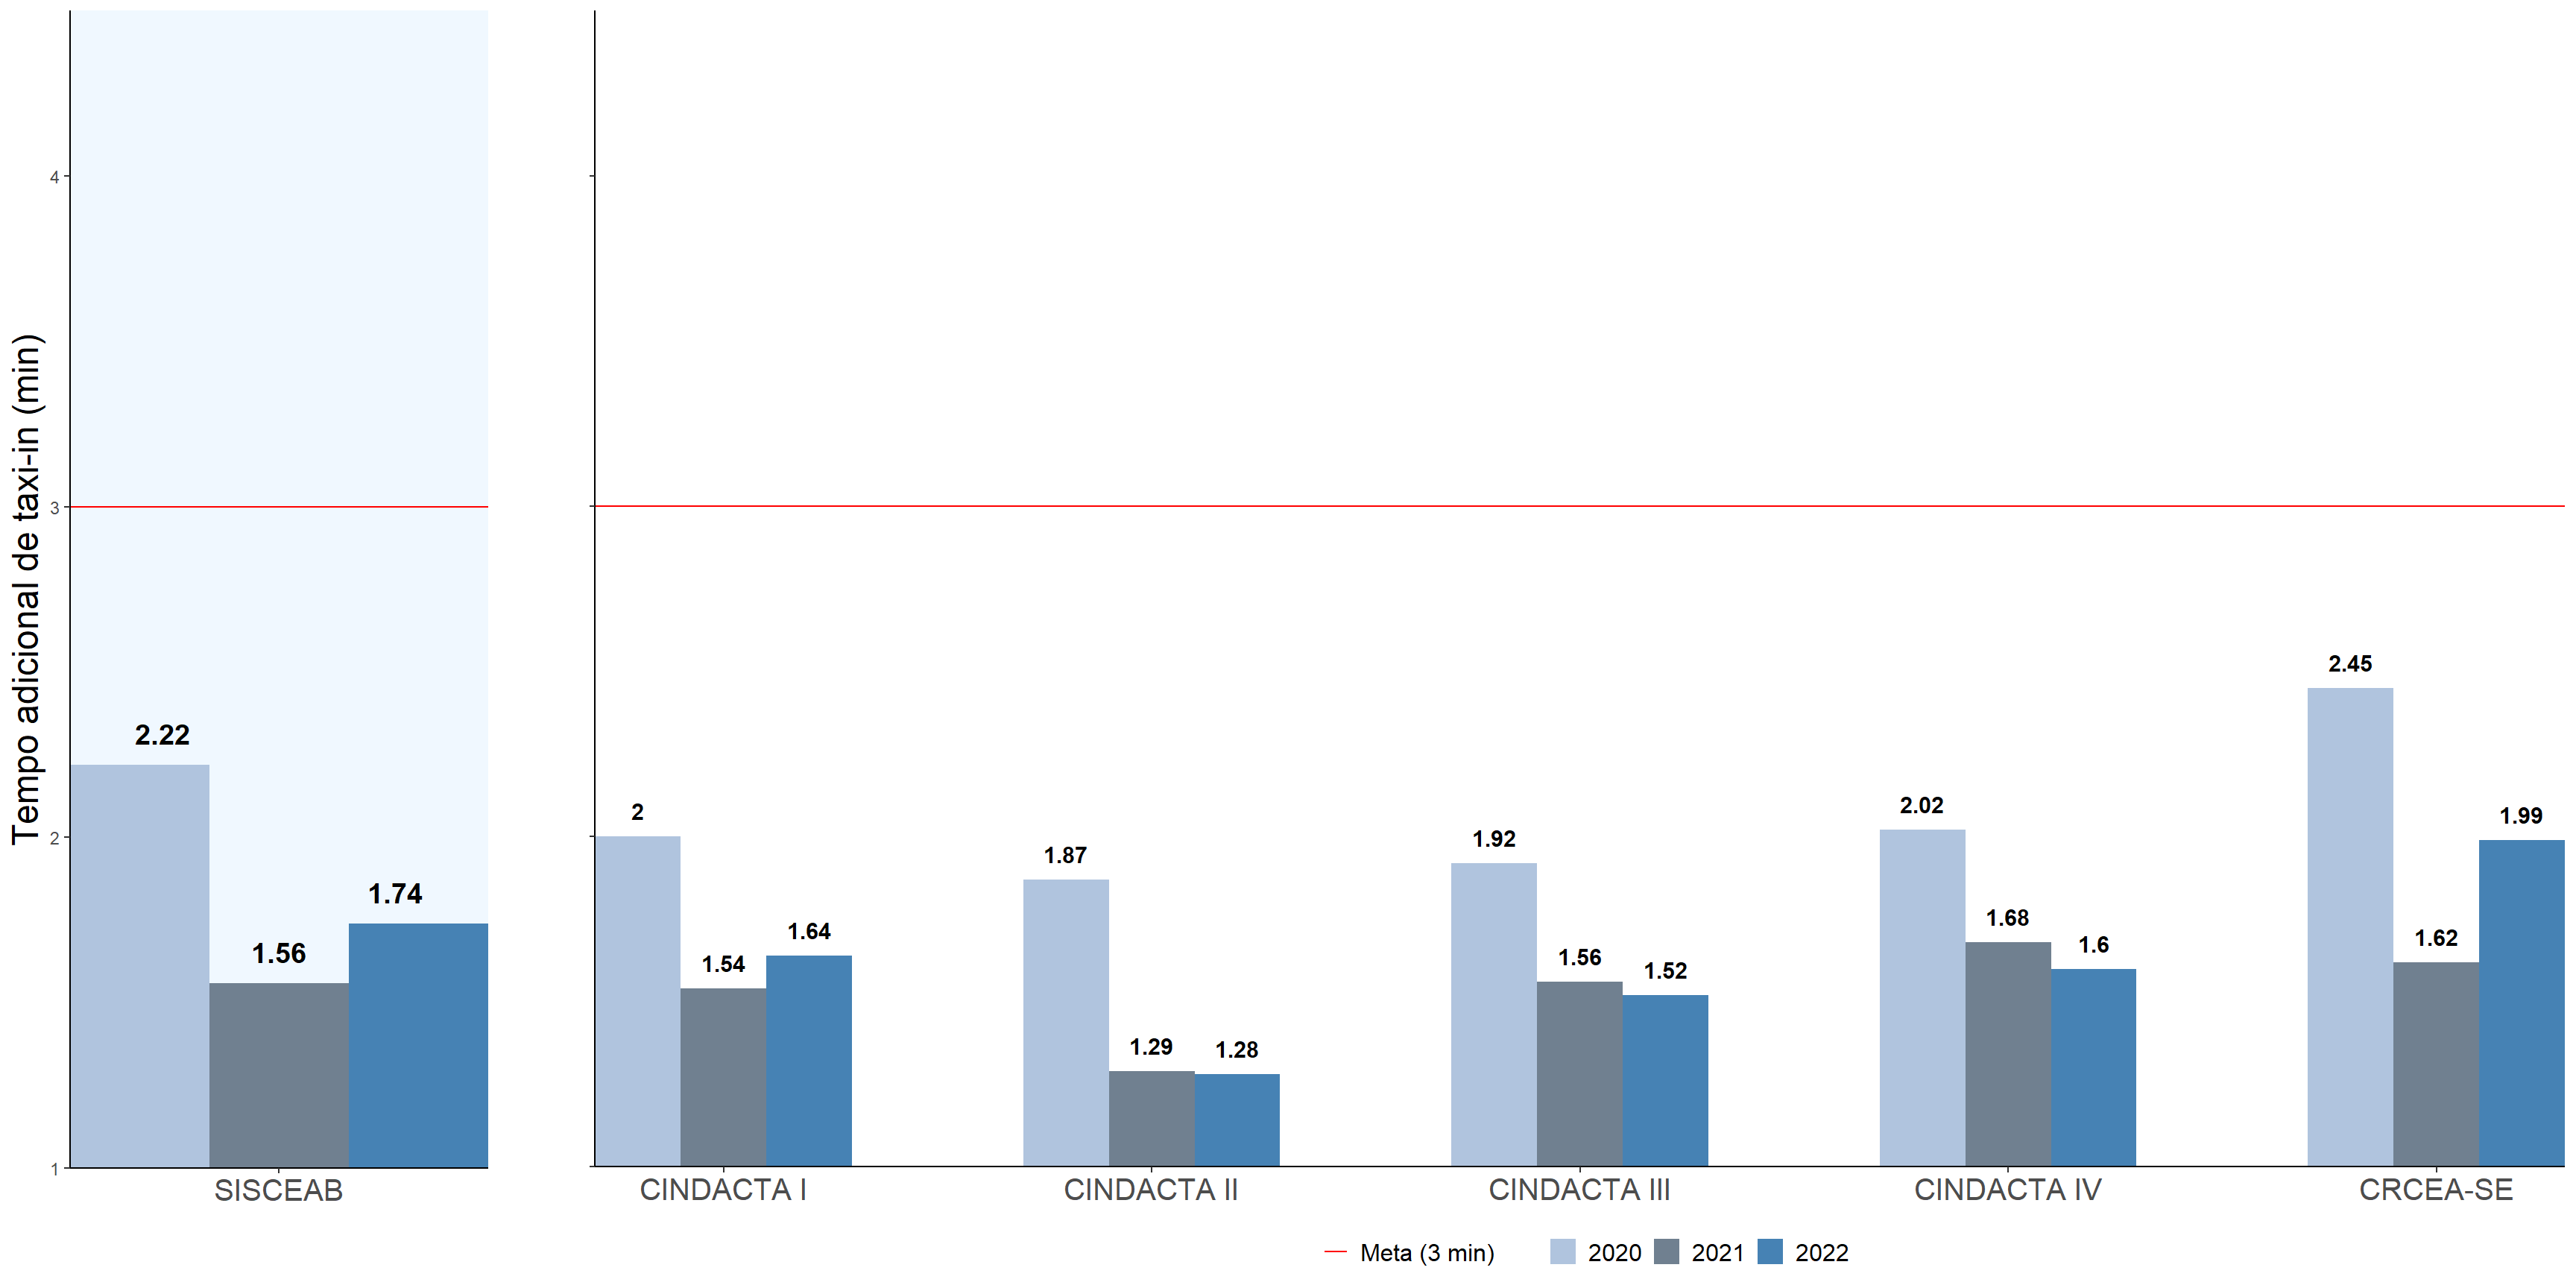 Tempo adicional de taxi-in (min)
4
3
2
1
2.22
1.56
1.74
SISCEAB
2
1.54
1.64
CINDACTA I
1.87
1.29
1.28
CINDACTA II
1.92
1.56
1.52
CINDACTA III
2.02
1.68
1.6
CINDACTA IV
2.45
1.62
1.99
CRCEA-SE
Meta (3 min) 2020 2021 2022